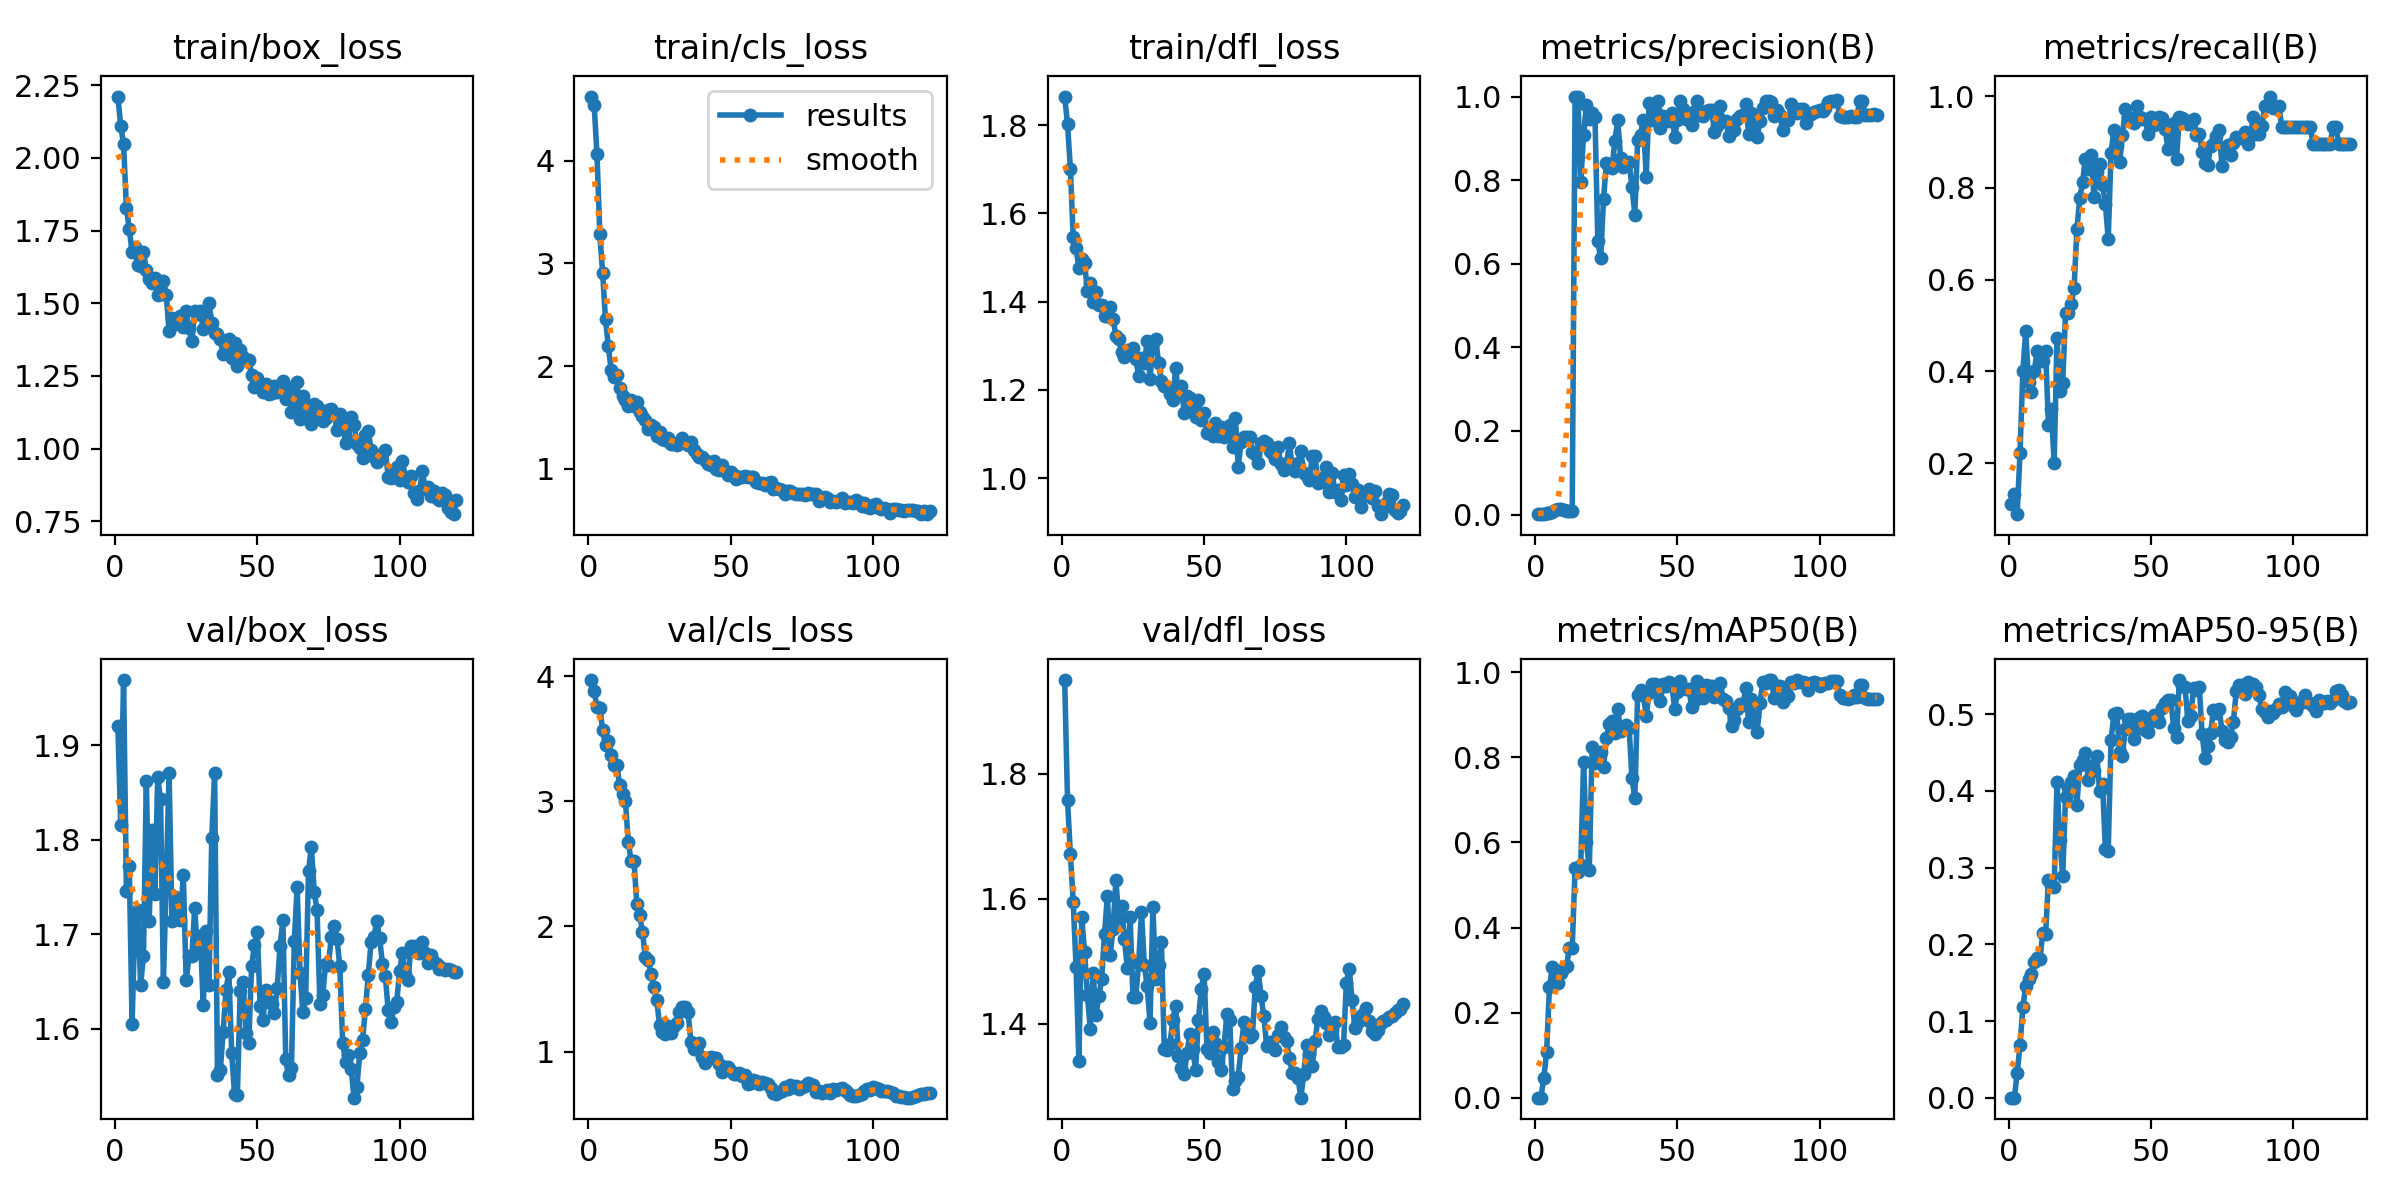 train/box_loss
2.25
2.00
1.75
1.50
1.25
1.00
0.75
0 50 100
train/cls_loss
results
smooth
4
3
2
1
0 50 100
train/dfl_loss
1.8
1.6
1.4
1.2
1.0
0 50 100
metrics/precision(B)
1.0
0.8
0.6
0.4
0.2
0.0
0 50 100
metrics/recall(B)
1.0
0.8
0.6
0.4
0.2
0 50 100
val/box_loss
1.9
1.8
1.7
1.6
0 50 100
val/cls_loss
4
3
2
1
0 50 100
val/dfl_loss
1.8
1.6
1.4
0 50 100
metrics/mAP50(B)
1.0
0.8
0.6
0.4
0.2
0.0
0 50 100
metrics/mAP50-95(B)
0.5
0.4
0.3
0.2
0.1
0.0
0 50 100